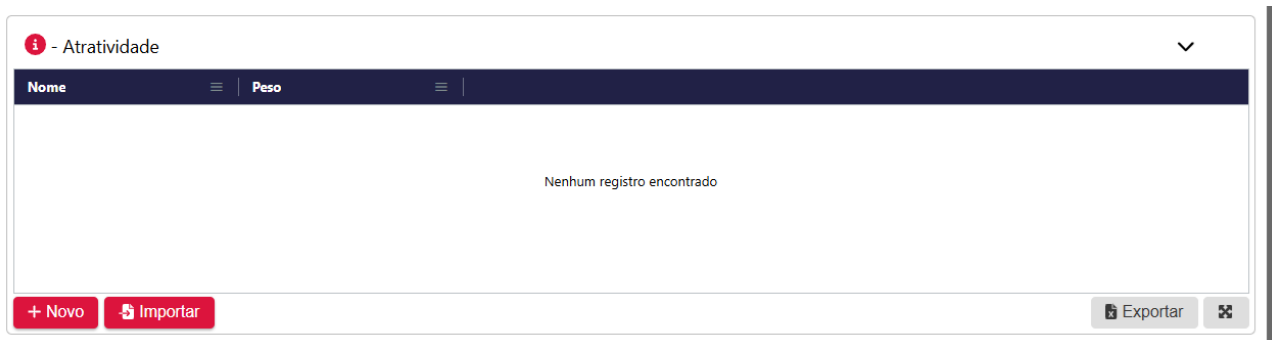 - Atratividade
Nome Peso
Nenhum registro encontrado
+ Novo Importar Exportar